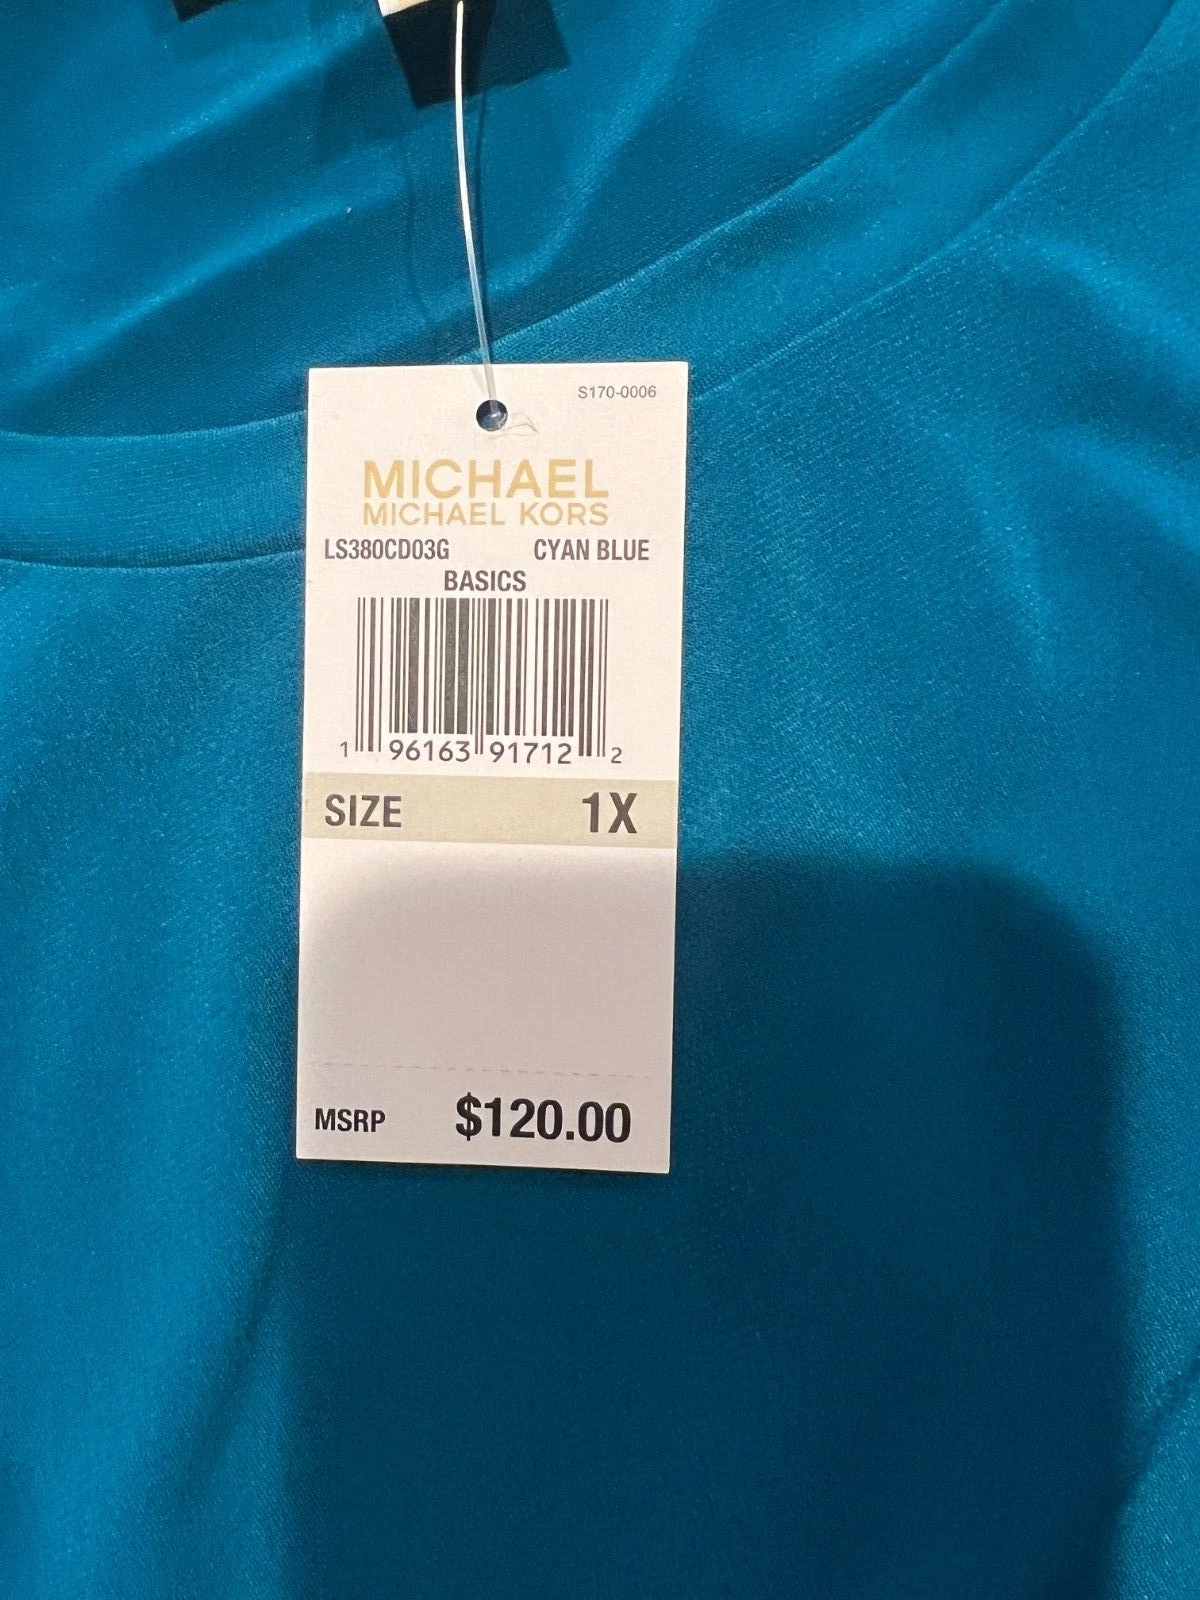 S170-0006
MICHAEL
MICHAEL KORS
LS380CD03G CYAN BLUE
BASICS
1 96163 91712 2
SIZE 1X
MSRP $120.00